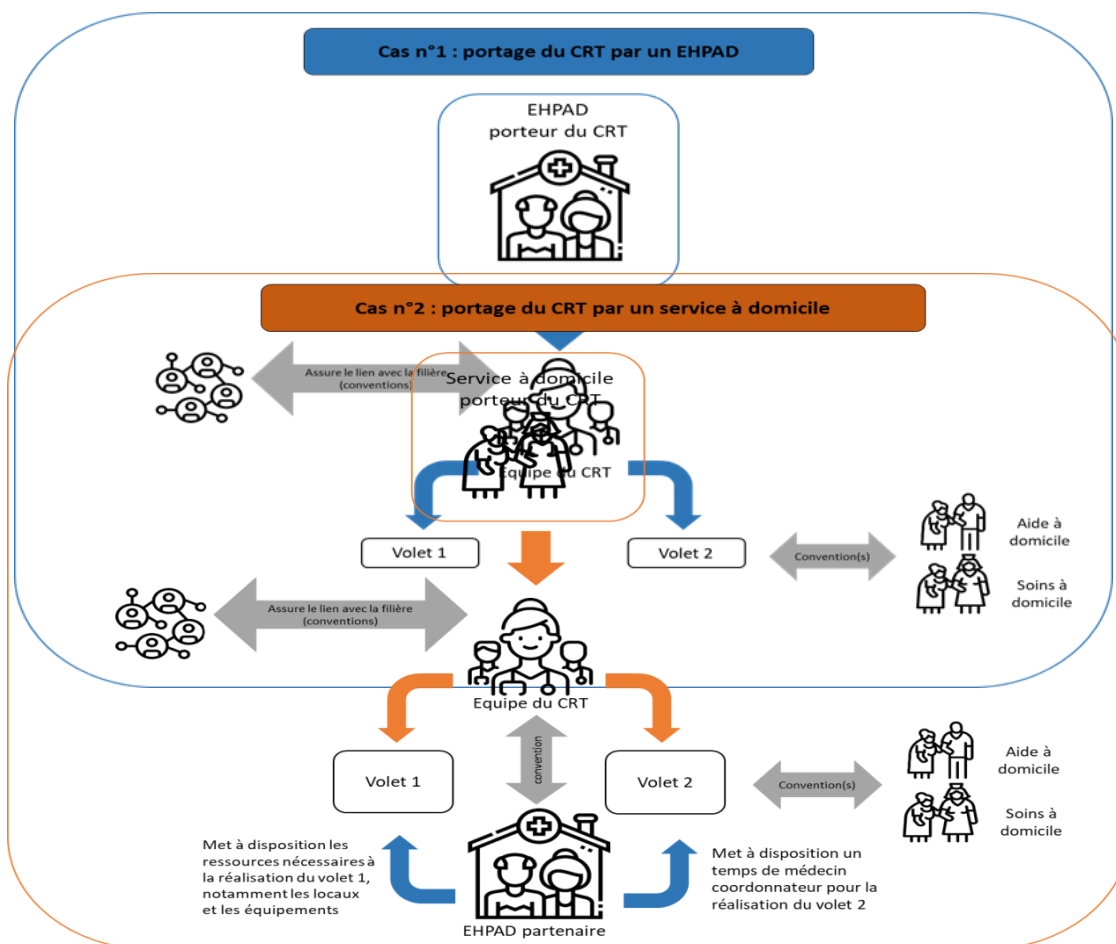 Cas n°1 : portage du CRT par un EHPAD
EHPAD
porteur du CRT
Cas n°2 : portage du CRT par un service à domicile
Assure le lien avec la filière
(conventions)
Service à domicile
porteur du CRT
Equipe du CRT
Volet 1
Volet 2
Convention(s)
Aide à
domicile
Soins à
domicile
Assure le lien avec la filière
(conventions)
Equipe du CRT
Volet 1
convention
Volet 2
Convention(s)
Aide à
domicile
Soins à
domicile
Met à disposition les
ressources nécessaires à
la réalisation du volet 1,
notamment les locaux
et les équipements
Met à disposition un
temps de médecin
coordonnateur pour la
réalisation du volet 2
EHPAD partenaire